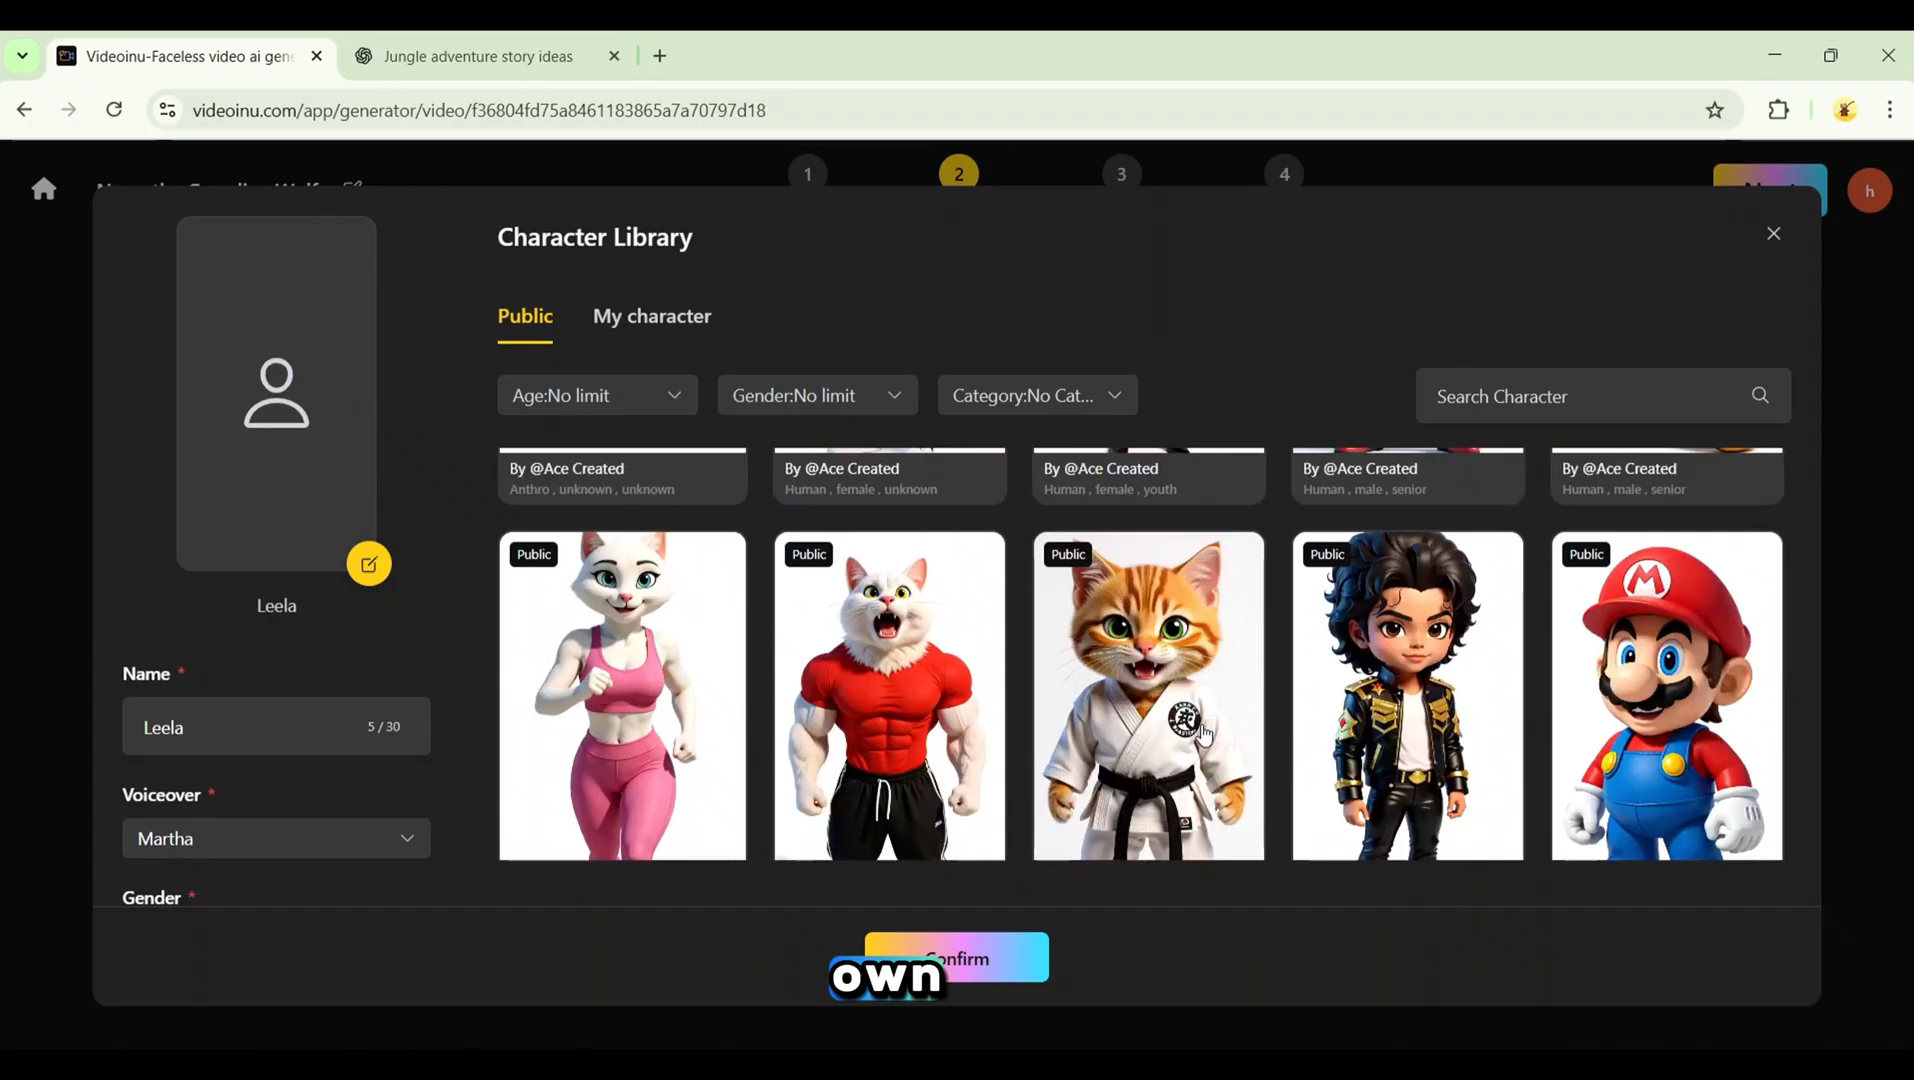 Videoinu-Faceless video ai gene
Jungle adventure story ideas
videoinu.com/app/generator/video/f36804fd75a8461183865a7a70797d18
1
2
3
4
h
Character Library
Public
My character
Age:No limit
Gender:No limit
Category:No Cat...
Search Character
By @Ace Created
Anthro , unknown , unknown
By @Ace Created
Human , female , unknown
By @Ace Created
Human , female , youth
By @Ace Created
Human , male , senior
By @Ace Created
Human , male , senior
Public
Public
Public
Public
Public
M
Leela
Name *
Leela
5 / 30
Voiceover *
Martha
Gender *
Confirm
own